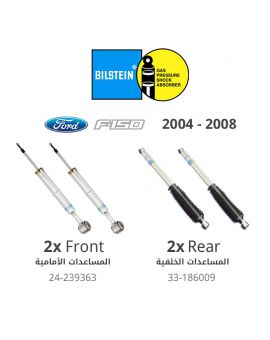 BILSTEIN
GAS
PRESSURE
SHOCK
ABSORBER
Ford F-150 2004 - 2008
2x Front 2x Rear
المساعدات الأمامية المساعدات الخلفية
24-239363 33-186009